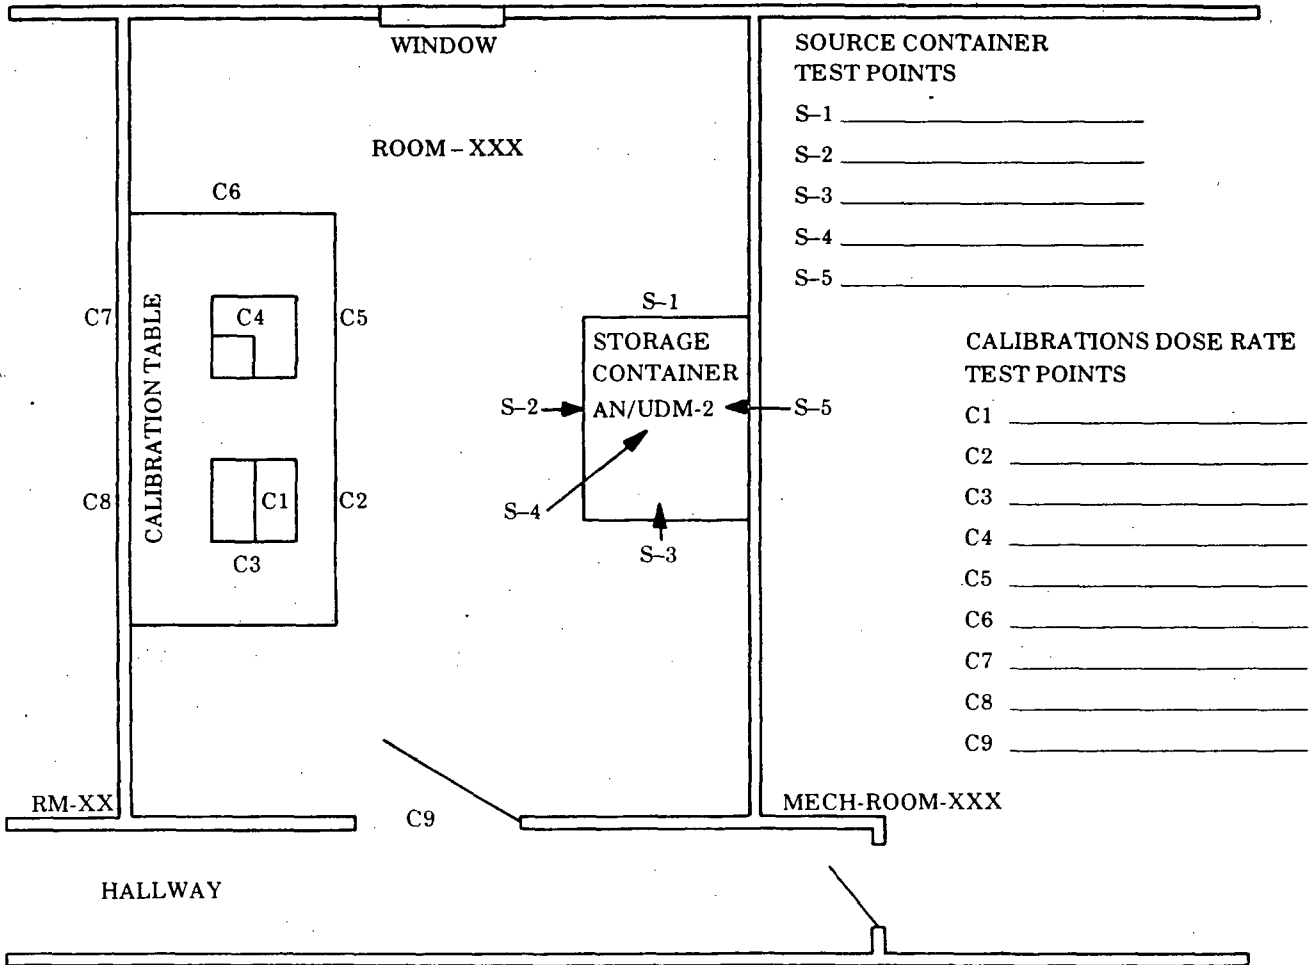 WINDOW
ROOM – XXX
SOURCE CONTAINER
TEST POINTS
S–1
S–2
S–3
S–4
S–5
C6
C7
CALIBRATION TABLE
C4
C5
C8
C1
C2
C3
S–1
STORAGE
CONTAINER
AN/UDM-2
S–2
S–5
S–4
S–3
CALIBRATIONS DOSE RATE
TEST POINTS
C1
C2
C3
C4
C5
C6
C7
C8
C9
RM-XX
C9
MECH-ROOM-XXX
HALLWAY